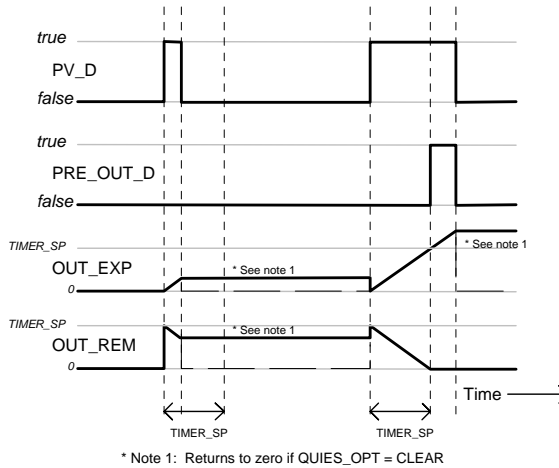 true
PV_D
false
true
PRE_OUT_D
false
TIMER_SP
* See note 1
OUT_EXP
* See note 1
0
TIMER_SP
* See note 1
OUT_REM
0
Time
TIMER_SP
TIMER_SP
* Note 1: Returns to zero if QUIES_OPT = CLEAR